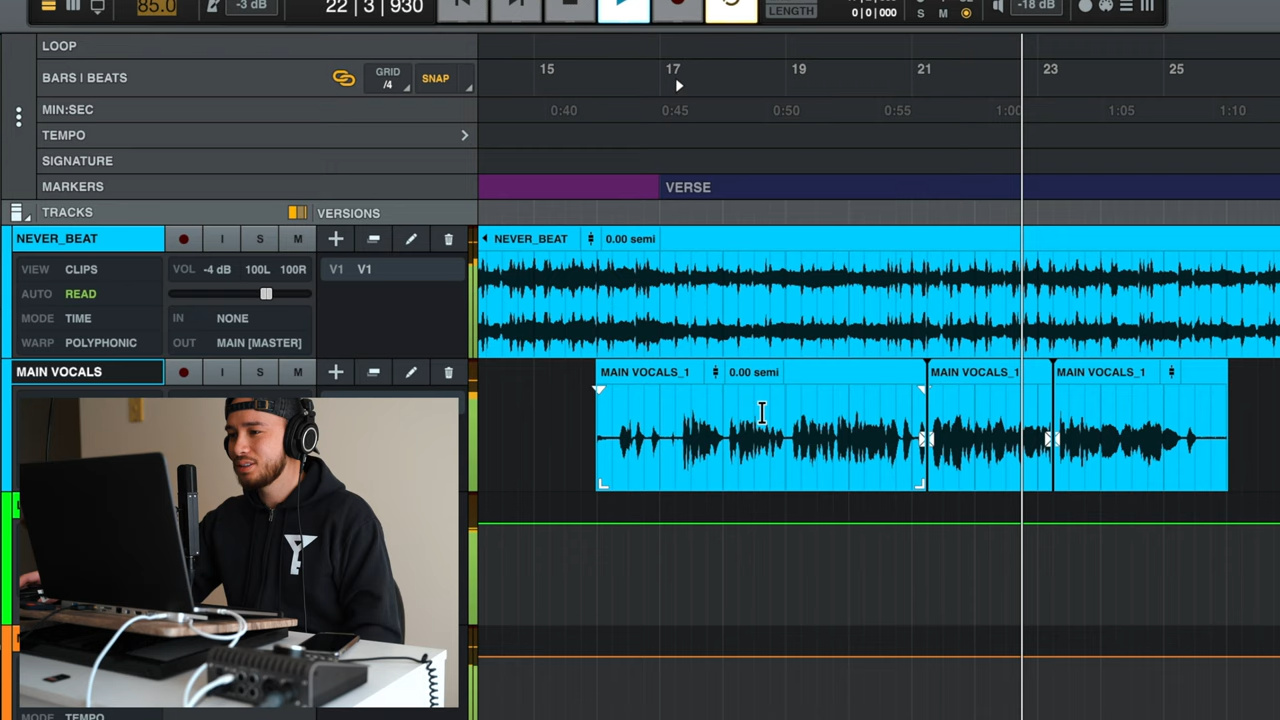 85.0
-3 dB
22 | 3 | 930
LENGTH
0 | 0 | 000
S M
-18 dB
LOOP
BARS | BEATS
GRID
/4
SNAP
15 17 19 21 23 25
MIN:SEC
0:40 0:45 0:50 0:55 1:00 1:05 1:10
TEMPO
SIGNATURE
MARKERS
VERSE
TRACKS
VERSIONS
NEVER_BEAT
I S M
NEVER_BEAT
0.00 semi
VIEW CLIPS
VOL -4 dB 100L 100R
V1 V1
AUTO READ
MODE TIME
IN NONE
WARP POLYPHONIC
OUT MAIN [MASTER]
MAIN VOCALS
I S M
MAIN VOCALS_1
0.00 semi
MAIN VOCALS_1
MAIN VOCALS_1
MODE TEMPO